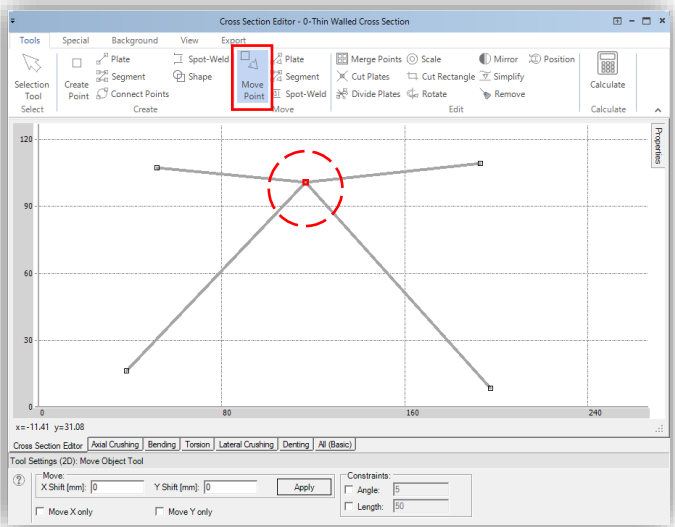 Cross Section Editor - 0-Thin Walled Cross Section
Tools Special Background View Export
Selection Tool
Select
Create Point
Plate
Segment
Connect Points
Spot-Weld
Shape
Create
Move Point
Plate
Segment
Spot-Weld
Move
Merge Points
Cut Plates
Divide Plates
Scale
Cut Rectangle
Rotate
Mirror
Simplify
Remove
Position
Edit
Calculate
Calculate
Properties
120
90
60
30
0
0 80 160 240
x=-11.41 y=31.08
Cross Section Editor Axial Crushing Bending Torsion Lateral Crushing Denting All (Basic)
Tool Settings (2D): Move Object Tool
?
Move:
X Shift [mm]: 0 Y Shift [mm]: 0 Apply
Move X only Move Y only
Constraints:
Angle: 5
Length: 50